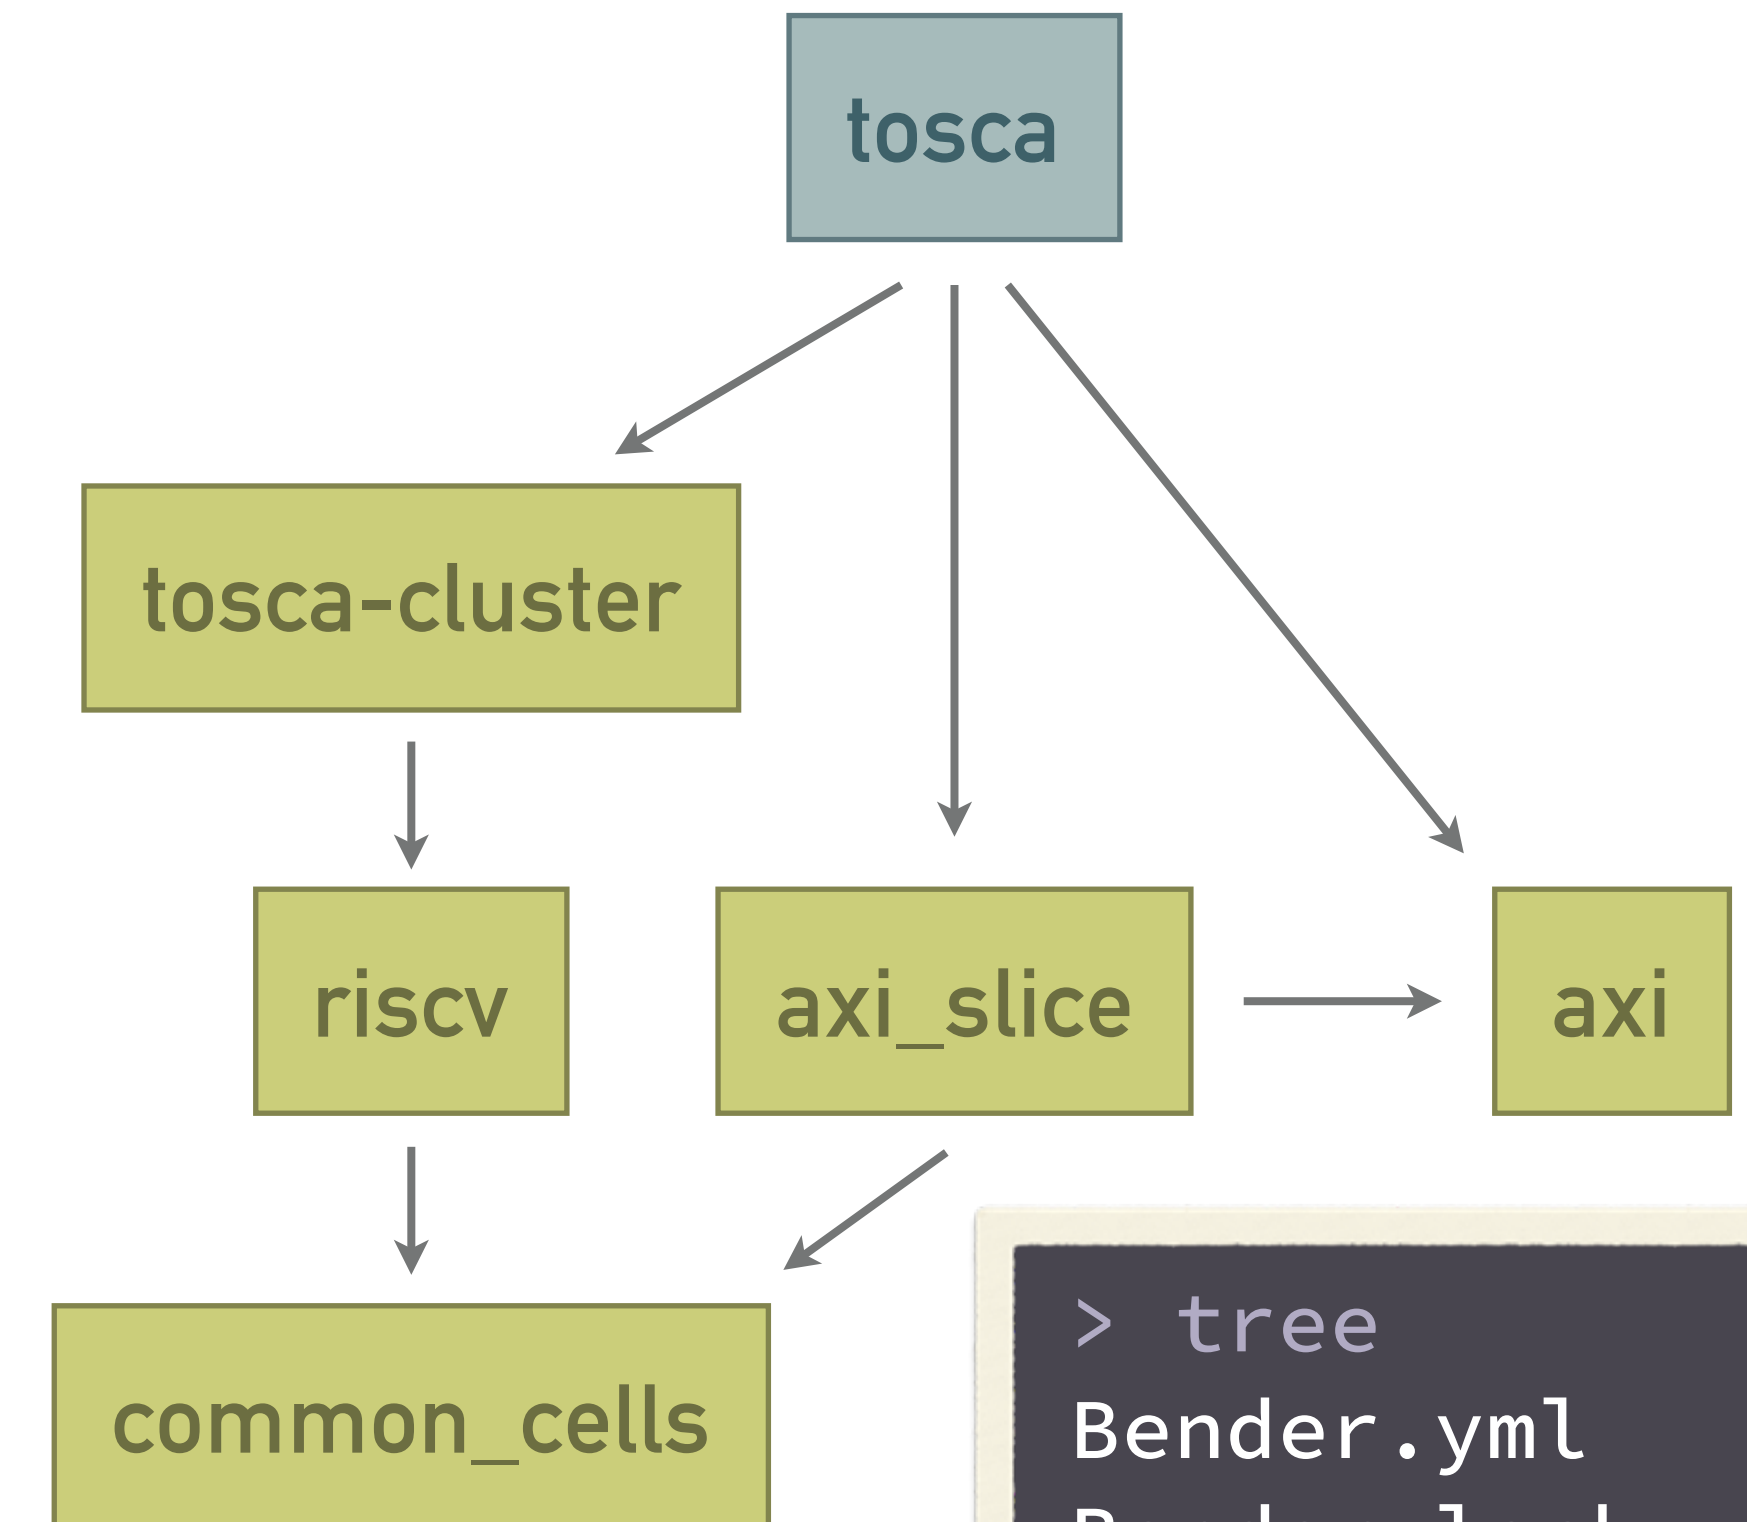 tosca
tosca-cluster
riscv
axi_slice
axi
common_cells
> tree
Bender.yml